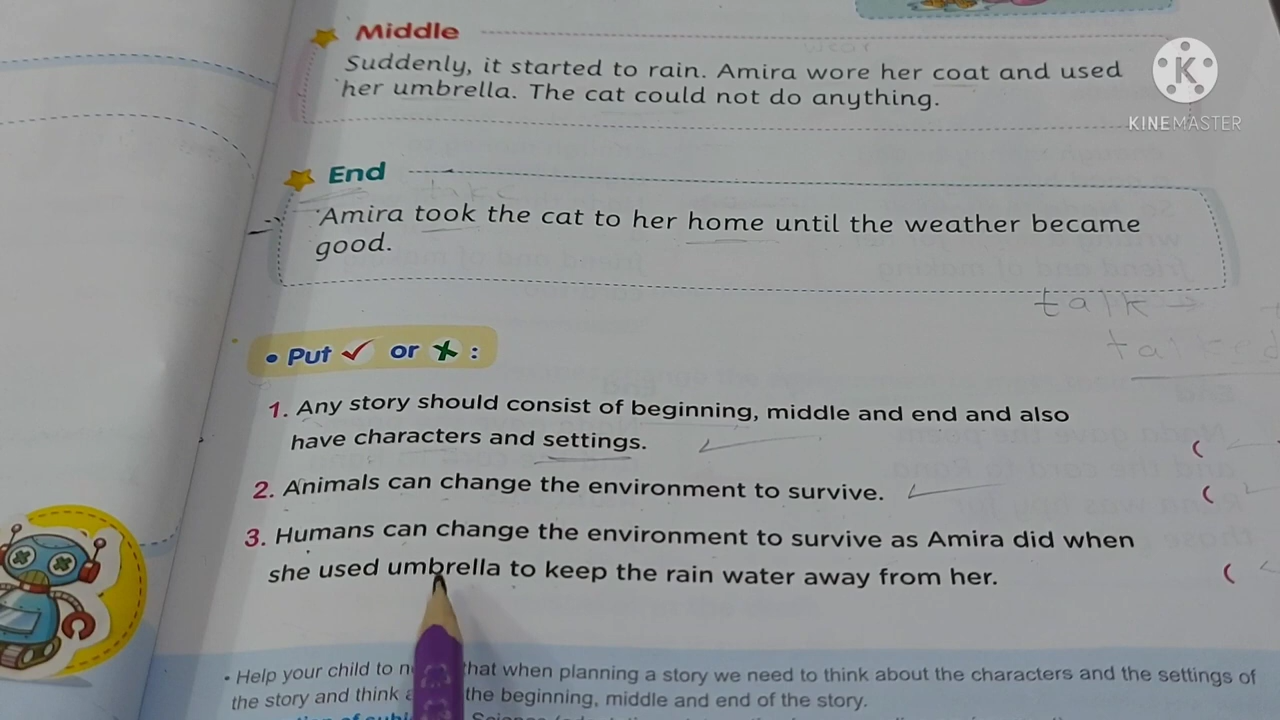 Middle
Suddenly, it started to rain. Amira wore her coat and used
her umbrella. The cat could not do anything.
KINEMASTER
End
Amira took the cat to her home until the weather became
good.
talk
talked
• Put ✓ or ✗ :
1. Any story should consist of beginning, middle and end and also
have characters and settings. ✓ (
2. Animals can change the environment to survive. ✓ (
3. Humans can change the environment to survive as Amira did when
she used umbrella to keep the rain water away from her. (
• Help your child to that when planning a story we need to think about the characters and the settings of
the story and think the beginning, middle and end of the story.